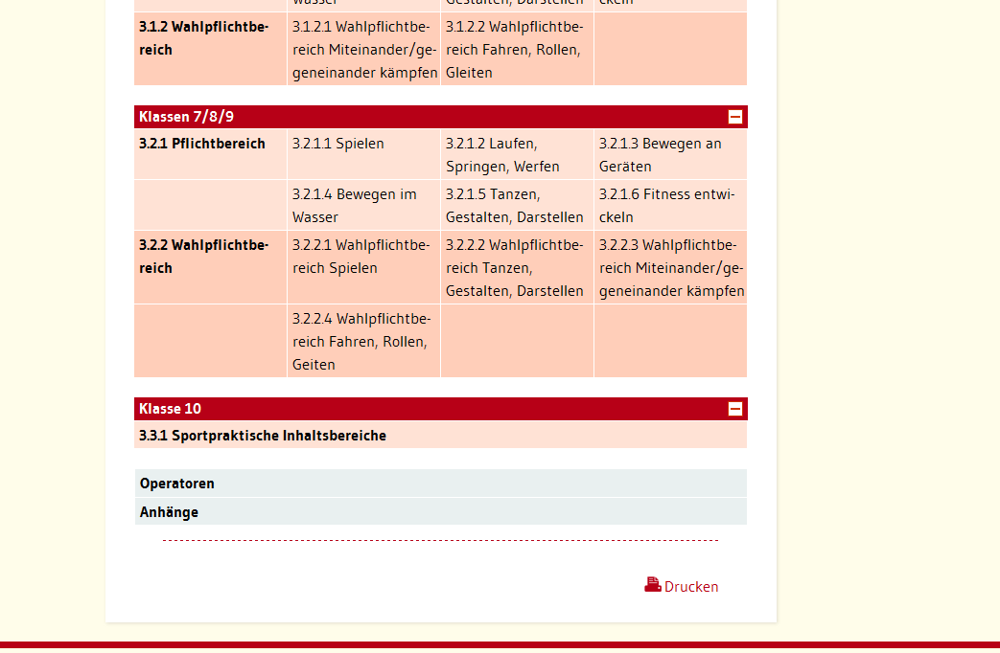 wasser
Gestalten, Darstellen
ckeln
3.1.2 Wahlpflichtbe-
reich
3.1.2.1 Wahlpflichtbe-
reich Miteinander/ge-
geneinander kämpfen
3.1.2.2 Wahlpflichtbe-
reich Fahren, Rollen,
Gleiten
Klassen 7/8/9
3.2.1 Pflichtbereich
3.2.1.1 Spielen
3.2.1.2 Laufen,
Springen, Werfen
3.2.1.3 Bewegen an
Geräten
3.2.1.4 Bewegen im
Wasser
3.2.1.5 Tanzen,
Gestalten, Darstellen
3.2.1.6 Fitness entwi-
ckeln
3.2.2 Wahlpflichtbe-
reich
3.2.2.1 Wahlpflichtbe-
reich Spielen
3.2.2.2 Wahlpflichtbe-
reich Tanzen,
Gestalten, Darstellen
3.2.2.3 Wahlpflichtbe-
reich Miteinander/ge-
geneinander kämpfen
3.2.2.4 Wahlpflichtbe-
reich Fahren, Rollen,
Geiten
Klasse 10
3.3.1 Sportpraktische Inhaltsbereiche
Operatoren
Anhänge
Drucken